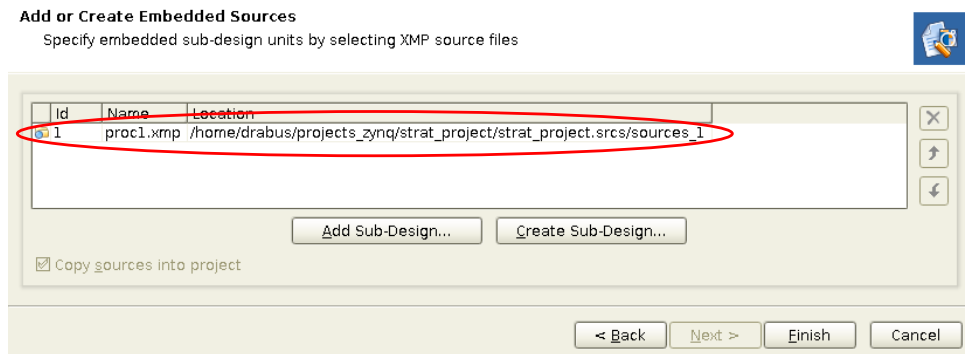 Add or Create Embedded Sources
Specify embedded sub-design units by selecting XMP source files
Id Name Location
1 proc1.xmp /home/drabus/projects_zynq/strat_project/strat_project.srcs/sources_1
Add Sub-Design... Create Sub-Design...
Copy sources into project
< Back Next > Finish Cancel